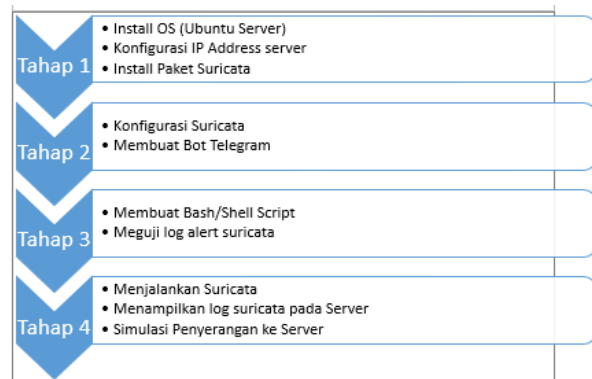 Tahap 1
• Install OS (Ubuntu Server)
• Konfigurasi IP Address server
• Install Paket Suricata
Tahap 2
• Konfigurasi Suricata
• Membuat Bot Telegram
Tahap 3
• Membuat Bash/Shell Script
• Meguji log alert suricata
Tahap 4
• Menjalankan Suricata
• Menampilkan log suricata pada Server
• Simulasi Penyerangan ke Server